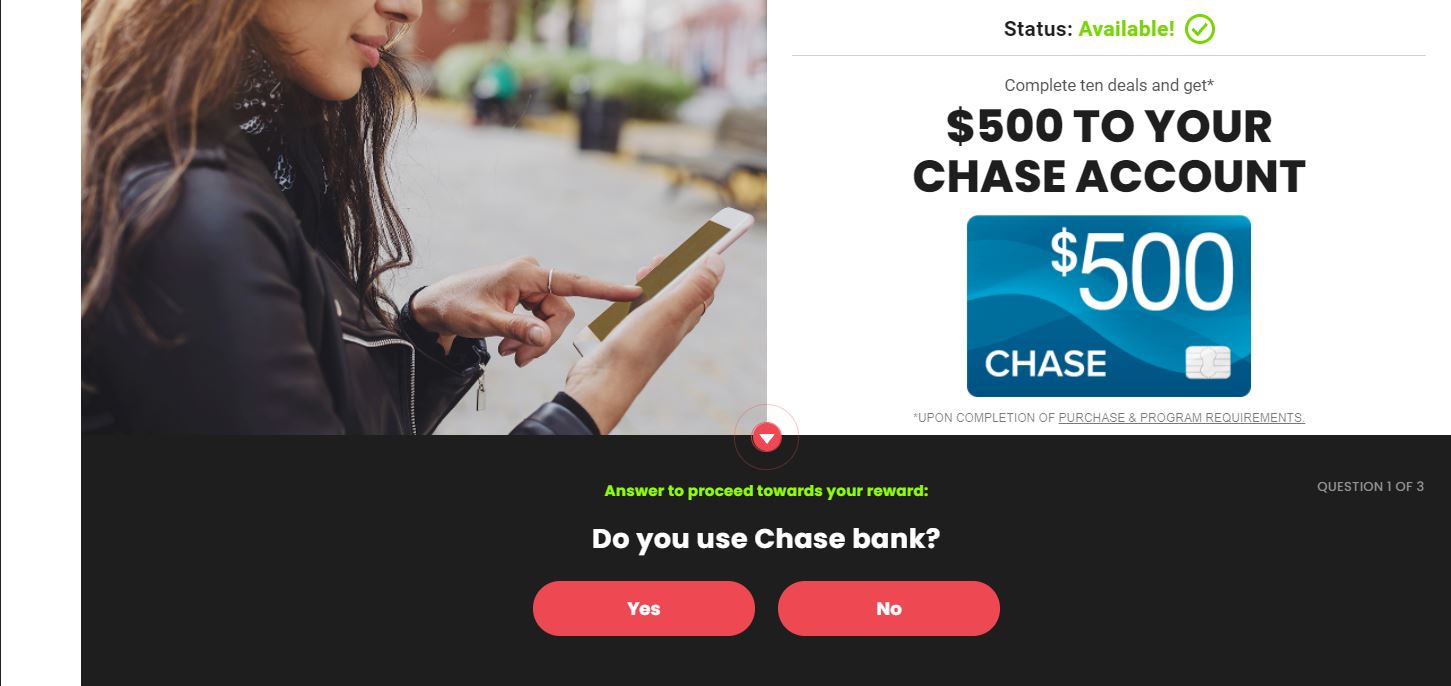 Status: Available!
Complete ten deals and get*
$500 TO YOUR
CHASE ACCOUNT
$500
CHASE
*UPON COMPLETION OF PURCHASE & PROGRAM REQUIREMENTS.
Answer to proceed towards your reward:
QUESTION 1 OF 3
Do you use Chase bank?
Yes
No